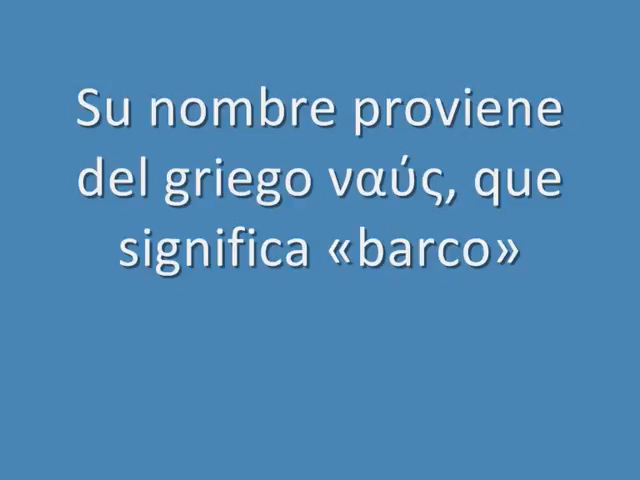 Su nombre proviene
del griego ναύς, que
significa «barco»